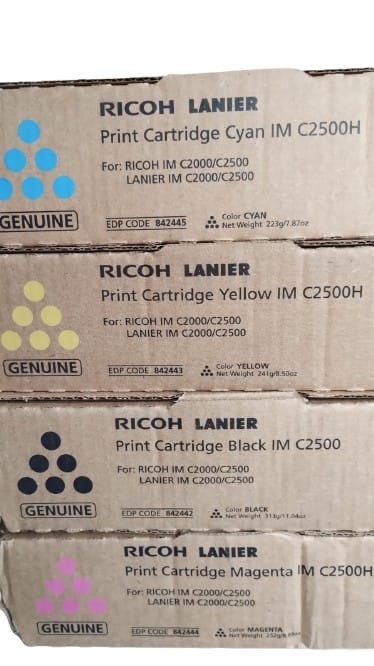 RICOH LANIER
Print Cartridge Cyan IM C2500H
For: RICOH IM C2000/C2500
LANIER IM C2000/C2500
GENUINE
EDP CODE 842445
Color CYAN
Net Weight 223g/7.87oz
RICOH LANIER
Print Cartridge Yellow IM C2500H
For: RICOH IM C2000/C2500
LANIER IM C2000/C2500
GENUINE
EDP CODE 842443
Color YELLOW
Net Weight 241g/8.50oz
RICOH LANIER
Print Cartridge Black IM C2500
For: RICOH IM C2000/C2500
LANIER IM C2000/C2500
GENUINE
EDP CODE 842442
Color BLACK
Net Weight 313g/11.04oz
RICOH LANIER
Print Cartridge Magenta IM C2500H
For: RICOH IM C2000/C2500
LANIER IM C2000/C2500
GENUINE
EDP CODE 842444
Color MAGENTA
Net Weight